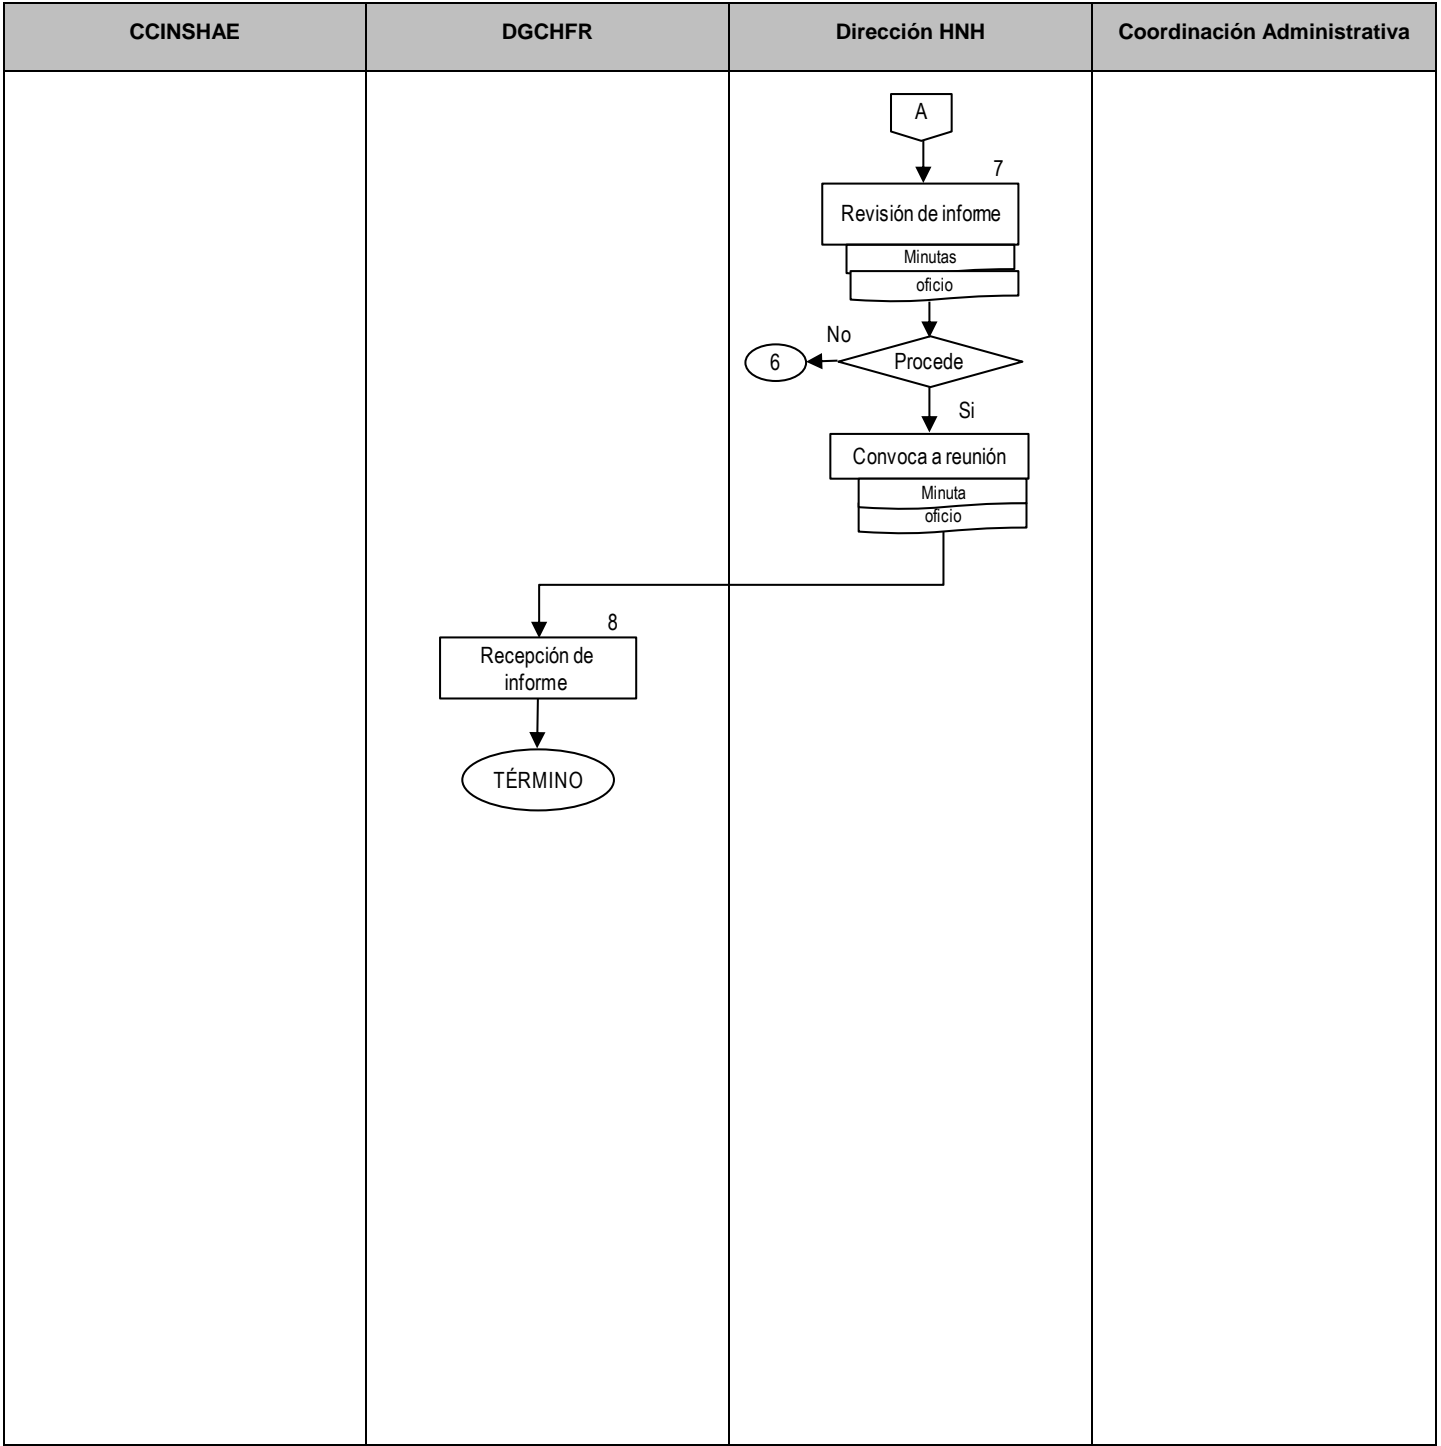 CCINSHAE
DGCHFR
Dirección HNH
Coordinación Administrativa
A
7
Revisión de informe
Minutas
oficio
No
6
Procede
Si
Convoca a reunión
Minuta
oficio
8
Recepción de
informe
TÉRMINO